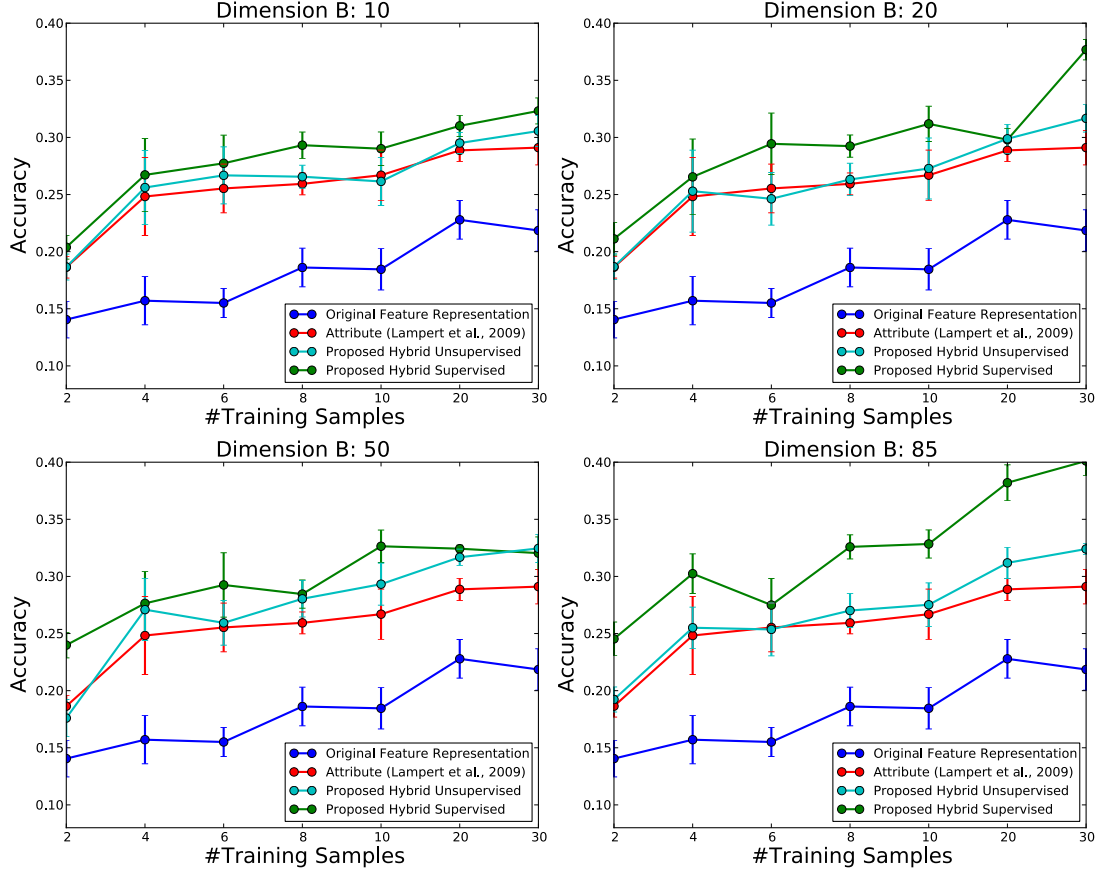 Dimension B: 10
0.40
0.35
0.30
0.25
0.20
0.15
0.10
Accuracy
Original Feature Representation
Attribute (Lampert et al., 2009)
Proposed Hybrid Unsupervised
Proposed Hybrid Supervised
2 4 6 8 10 20 30
#Training Samples
Dimension B: 20
0.40
0.35
0.30
0.25
0.20
0.15
0.10
Accuracy
Original Feature Representation
Attribute (Lampert et al., 2009)
Proposed Hybrid Unsupervised
Proposed Hybrid Supervised
2 4 6 8 10 20 30
#Training Samples
Dimension B: 50
0.40
0.35
0.30
0.25
0.20
0.15
0.10
Accuracy
Original Feature Representation
Attribute (Lampert et al., 2009)
Proposed Hybrid Unsupervised
Proposed Hybrid Supervised
2 4 6 8 10 20 30
#Training Samples
Dimension B: 85
0.40
0.35
0.30
0.25
0.20
0.15
0.10
Accuracy
Original Feature Representation
Attribute (Lampert et al., 2009)
Proposed Hybrid Unsupervised
Proposed Hybrid Supervised
2 4 6 8 10 20 30
#Training Samples